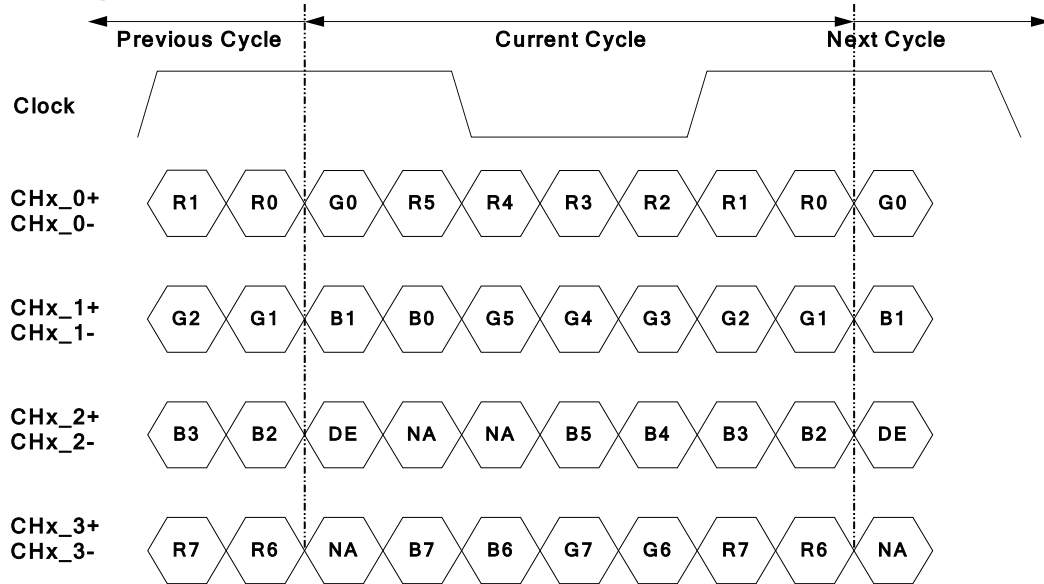 Previous Cycle Current Cycle Next Cycle
Clock
CHx_0+
CHx_0-
R1 R0 G0 R5 R4 R3 R2 R1 R0 G0
CHx_1+
CHx_1-
G2 G1 B1 B0 G5 G4 G3 G2 G1 B1
CHx_2+
CHx_2-
B3 B2 DE NA NA B5 B4 B3 B2 DE
CHx_3+
CHx_3-
R7 R6 NA B7 B6 G7 G6 R7 R6 NA